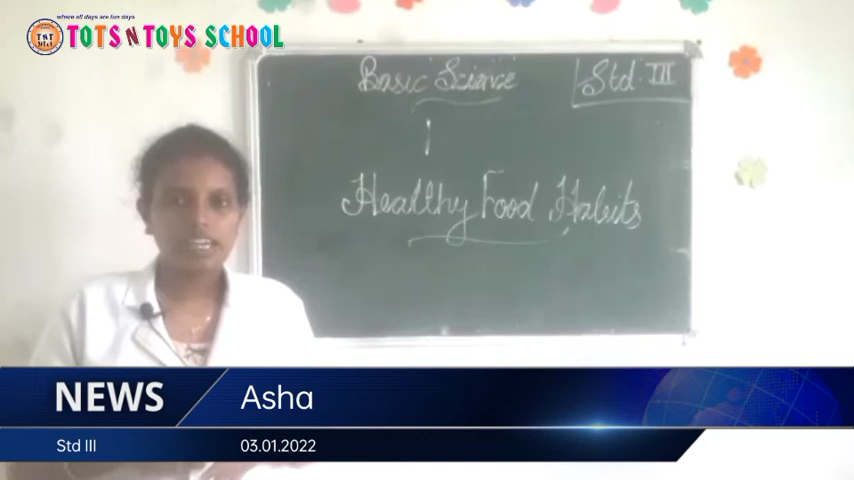 where all days are fun days
TOTS N TOYS SCHOOL
TNT
Basic Science
Std. III
Healthy Food Habits
NEWS Asha
Std III 03.01.2022